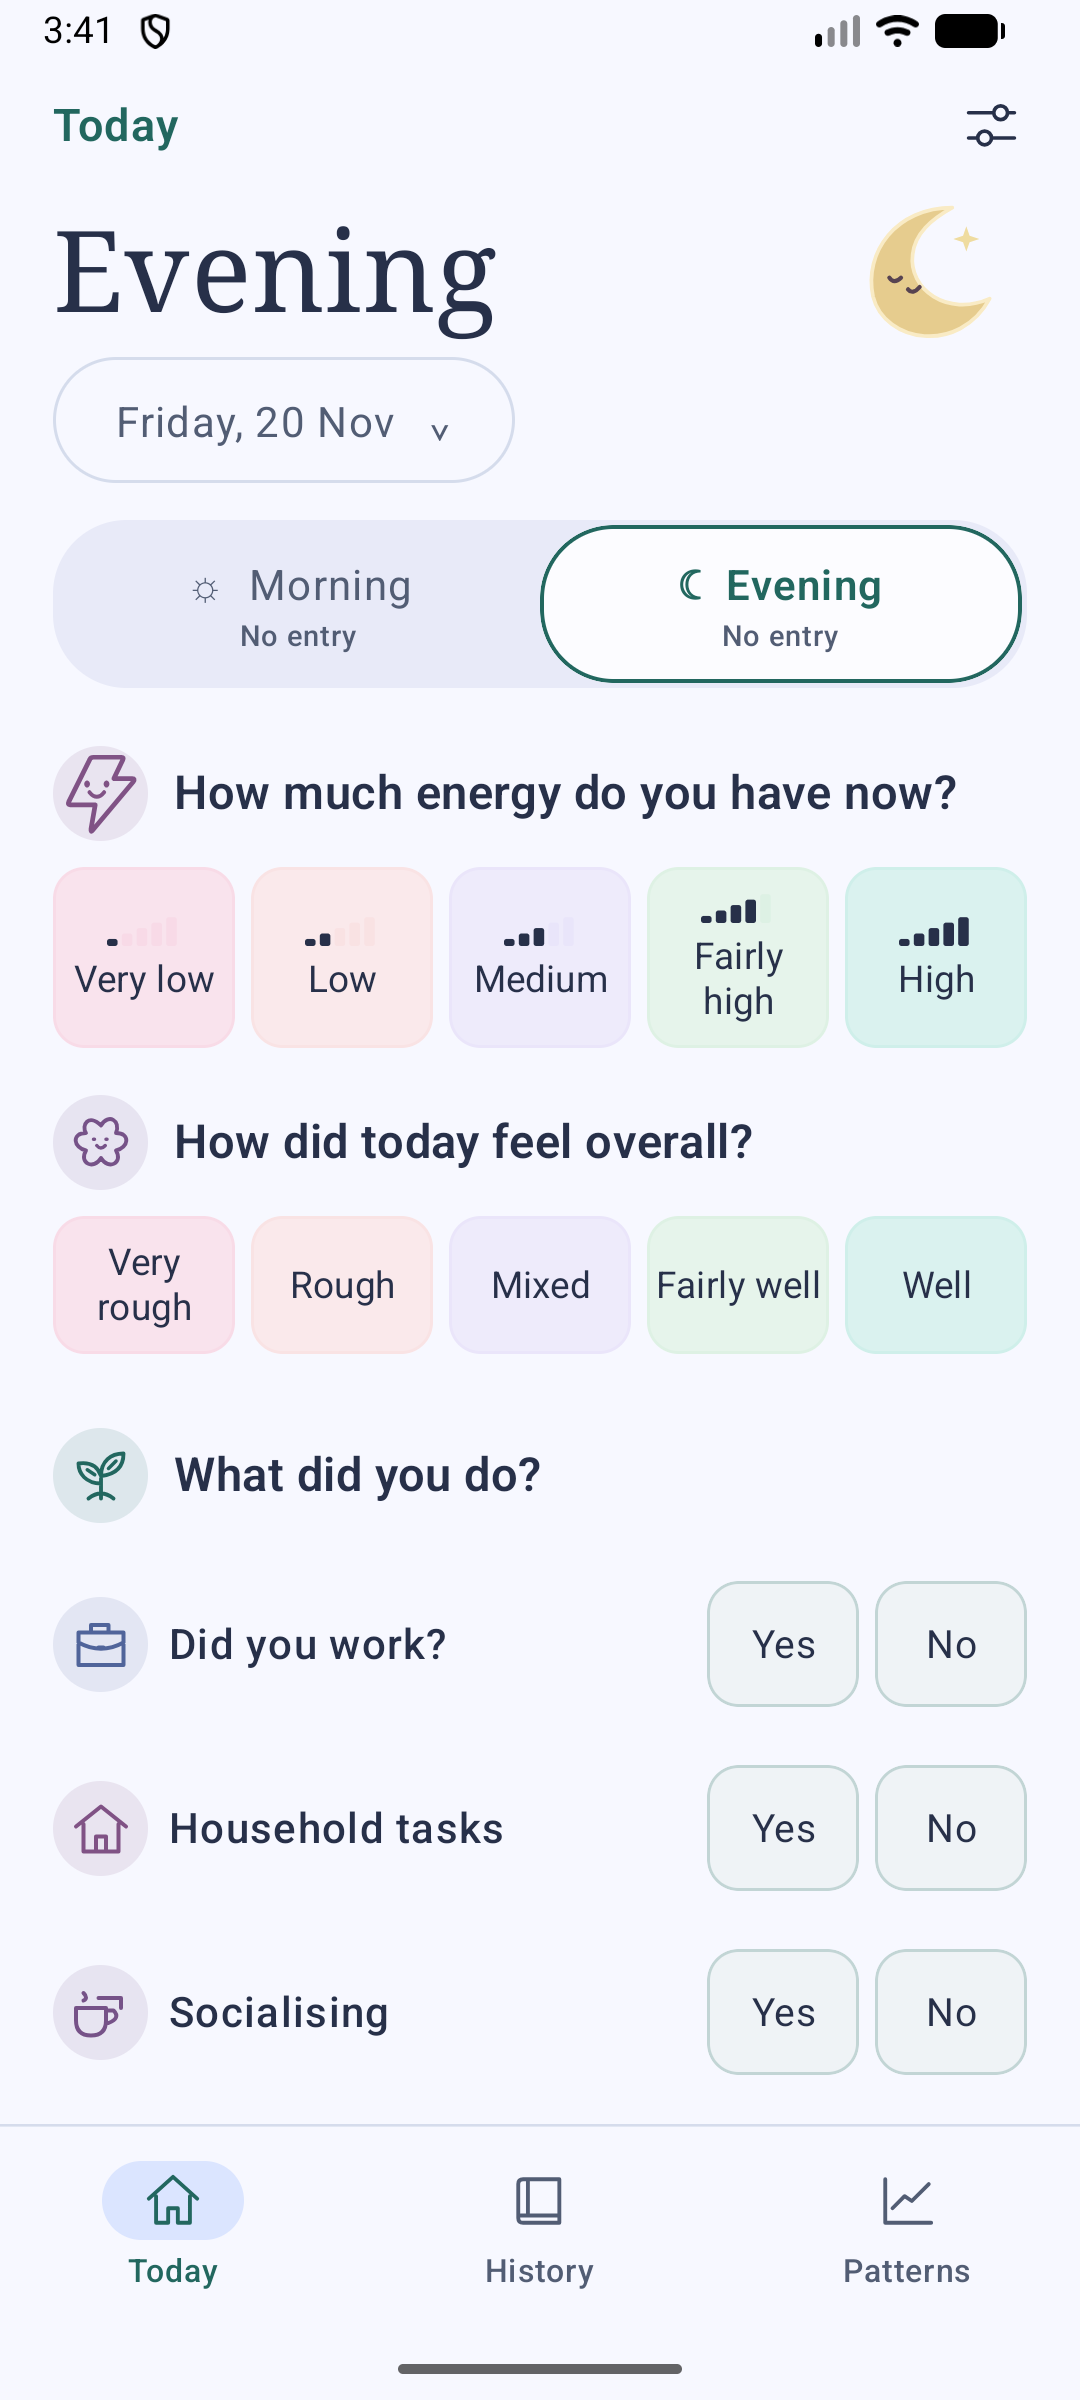 3:41
Today
Evening
Friday, 20 Nov
Morning
No entry
Evening
No entry
How much energy do you have now?
Very low
Low
Medium
Fairly
high
High
How did today feel overall?
Very
rough
Rough
Mixed
Fairly well
Well
What did you do?
Did you work?
Yes
No
Household tasks
Yes
No
Socialising
Yes
No
Today
History
Patterns